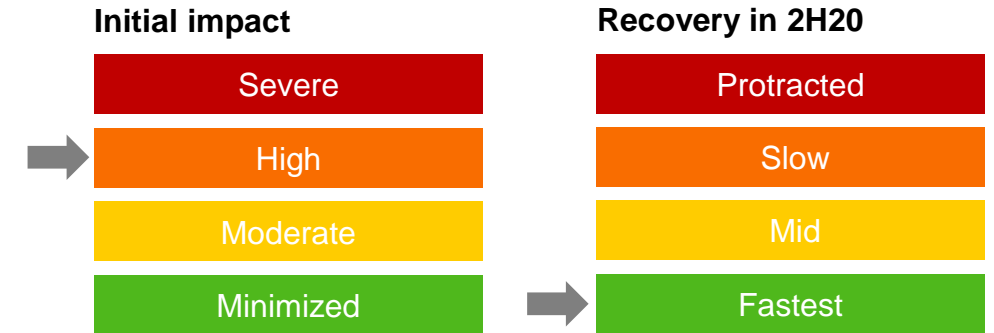 Initial impact
Severe
High
Moderate
Minimized
Recovery in 2H20
Protracted
Slow
Mid
Fastest